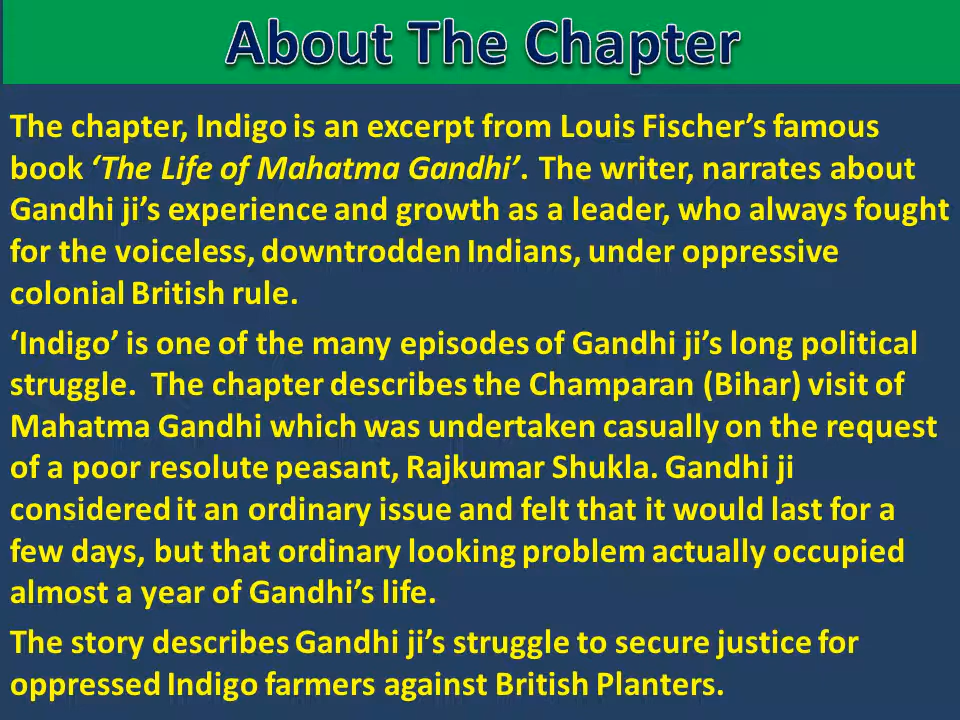 About The Chapter
The chapter, Indigo is an excerpt from Louis Fischer’s famous
book ‘The Life of Mahatma Gandhi’. The writer, narrates about
Gandhi ji’s experience and growth as a leader, who always fought
for the voiceless, downtrodden Indians, under oppressive
colonial British rule.
‘Indigo’ is one of the many episodes of Gandhi ji’s long political
struggle. The chapter describes the Champaran (Bihar) visit of
Mahatma Gandhi which was undertaken casually on the request
of a poor resolute peasant, Rajkumar Shukla. Gandhi ji
considered it an ordinary issue and felt that it would last for a
few days, but that ordinary looking problem actually occupied
almost a year of Gandhi’s life.
The story describes Gandhi ji’s struggle to secure justice for
oppressed Indigo farmers against British Planters.